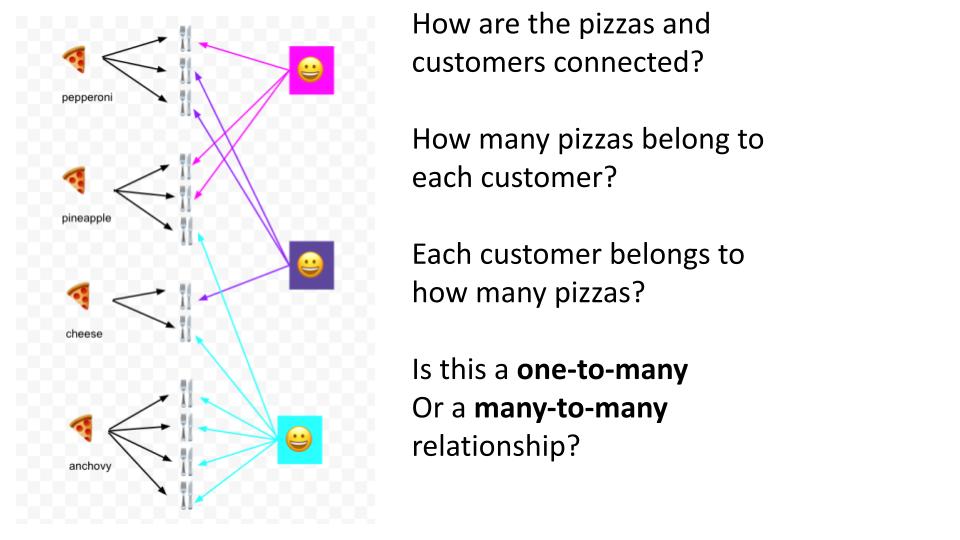 pepperoni
pineapple
cheese
anchovy
How are the pizzas and
customers connected?
How many pizzas belong to
each customer?
Each customer belongs to
how many pizzas?
Is this a one-to-many
Or a many-to-many
relationship?